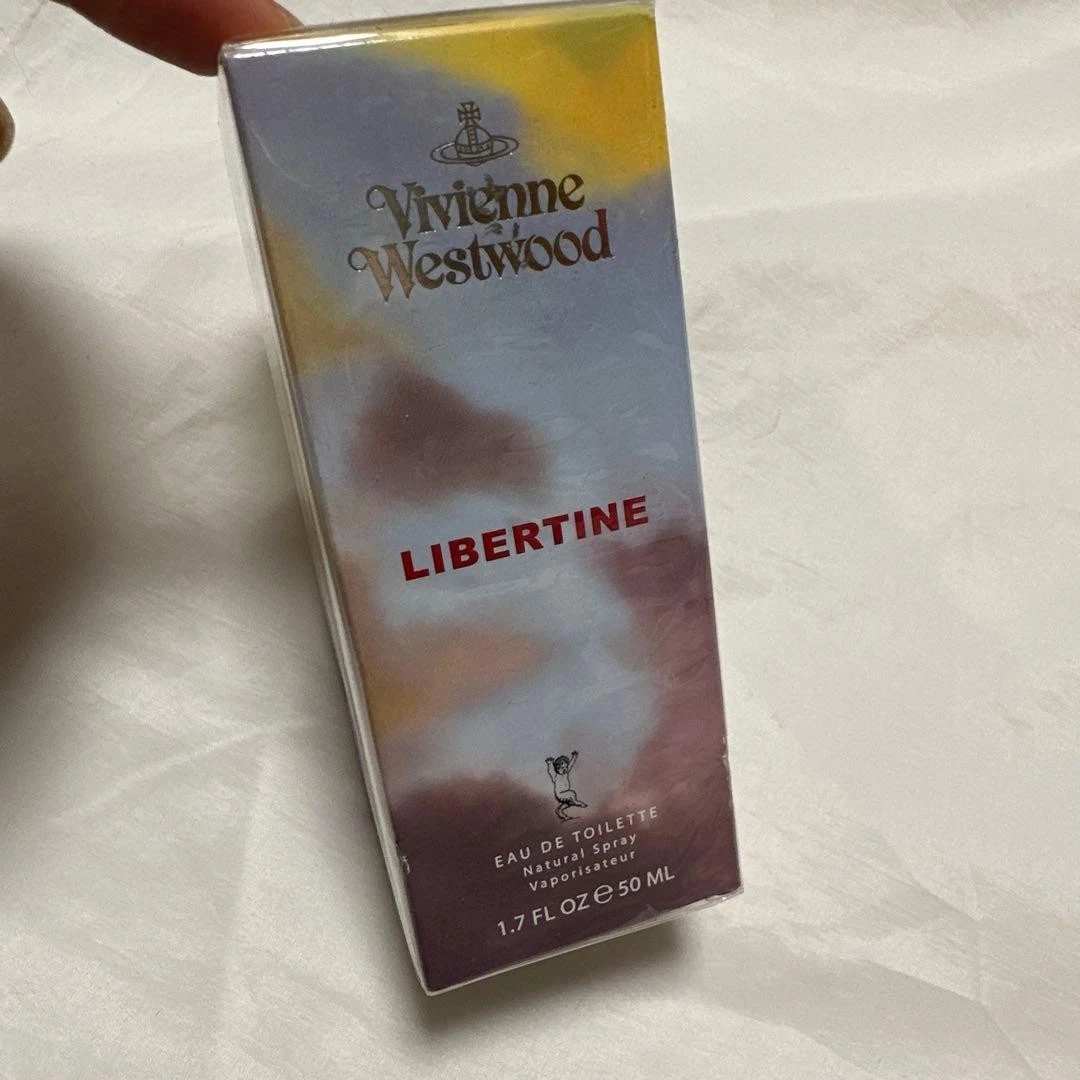 Vivienne
Westwood
LIBERTINE
EAU DE TOILETTE
Natural Spray
Vaporisateur
1.7 FL OZ e 50 ML